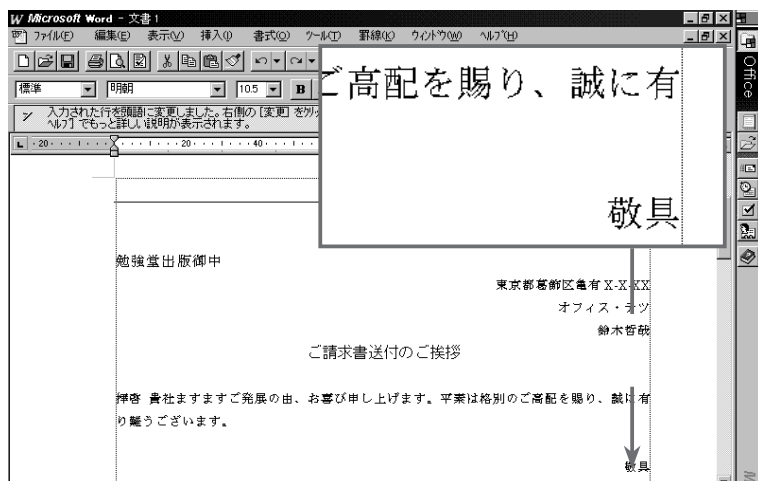 Microsoft Word - 文書1
ファイル(F) 編集(E) 表示(V) 挿入(I) 書式(O) ツール(T) 罫線(K) ウィンドウ(W) ヘルプ(H)
標準 明朝 10.5 B
入力された行を頭語に変更しました。右側の［変更］をクリッ
ヘルプ］でもっと詳しい説明が表示されます。
20 20 40
Office
ご高配を賜り、誠に有
敬具
勉強堂出版御中
東京都葛飾区亀有X-X-XX
オフィス・テツ
鈴木哲哉
ご請求書送付のご挨拶
拝啓 貴社ますますご発展の由、お喜び申し上げます。平素は格別のご高配を賜り、誠に有
り難うございます。
敬具